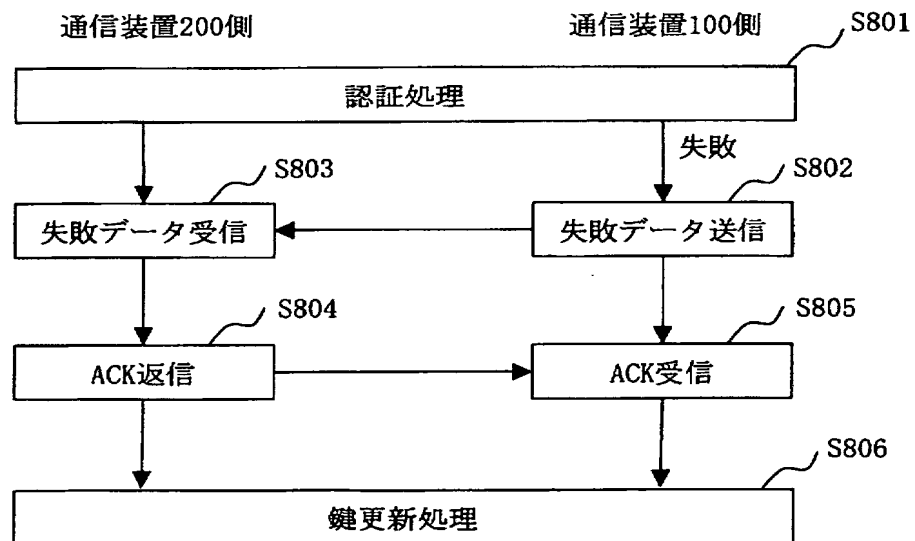 通信装置200側
通信装置100側
S801
認証処理
失敗
S803
S802
失敗データ受信
失敗データ送信
S804
S805
ACK返信
ACK受信
S806
鍵更新処理